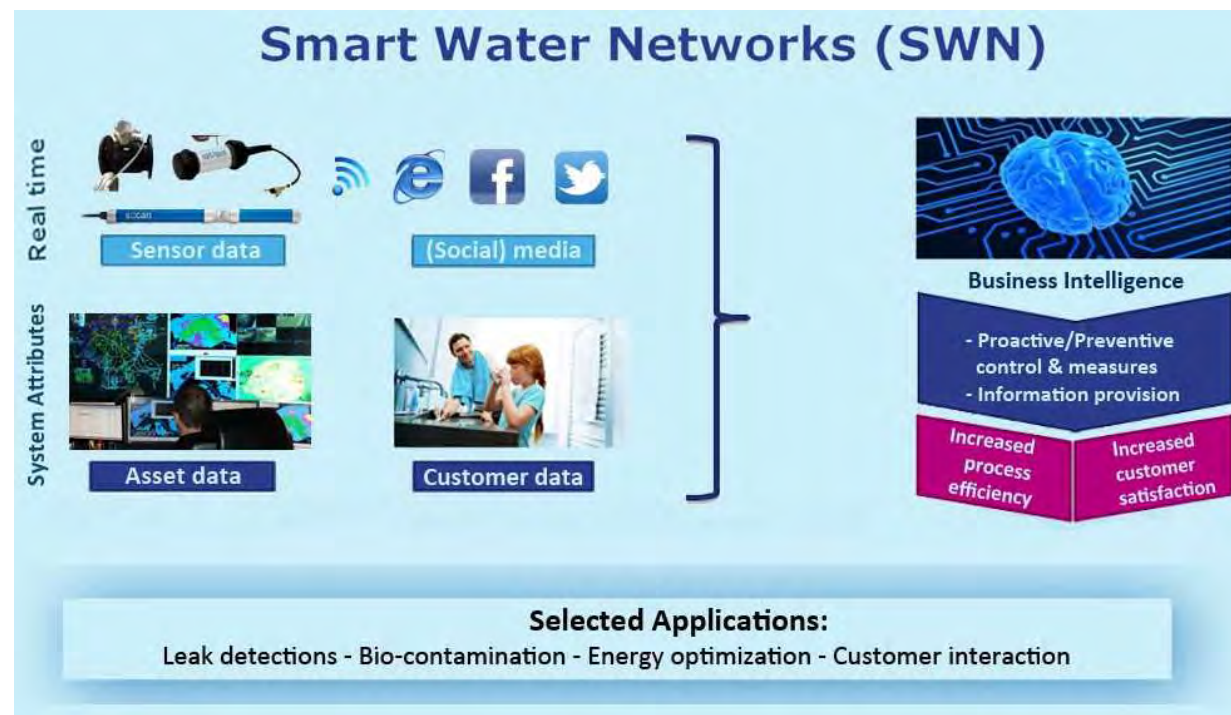 Smart Water Networks (SWN)
Real time
Sensor data
(Social) media
System Attributes
Asset data
Customer data
Business Intelligence
- Proactive/Preventive
control & measures
- Information provision
Increased
process
efficiency
Increased
customer
satisfaction
Selected Applications:
Leak detections - Bio-contamination - Energy optimization - Customer interaction